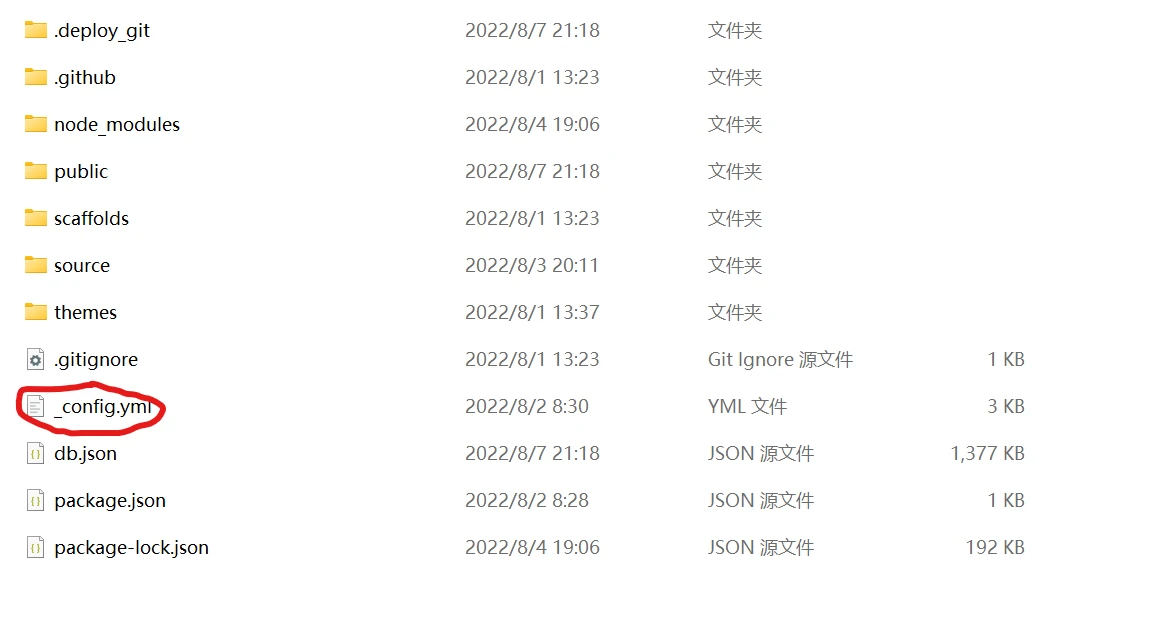 .deploy_git 2022/8/7 21:18 文件夹
.github 2022/8/1 13:23 文件夹
node_modules 2022/8/4 19:06 文件夹
public 2022/8/7 21:18 文件夹
scaffolds 2022/8/1 13:23 文件夹
source 2022/8/3 20:11 文件夹
themes 2022/8/1 13:37 文件夹
.gitignore 2022/8/1 13:23 Git Ignore 源文件 1 KB
_config.yml 2022/8/2 8:30 YML 文件 3 KB
db.json 2022/8/7 21:18 JSON 源文件 1,377 KB
package.json 2022/8/2 8:28 JSON 源文件 1 KB
package-lock.json 2022/8/4 19:06 JSON 源文件 192 KB